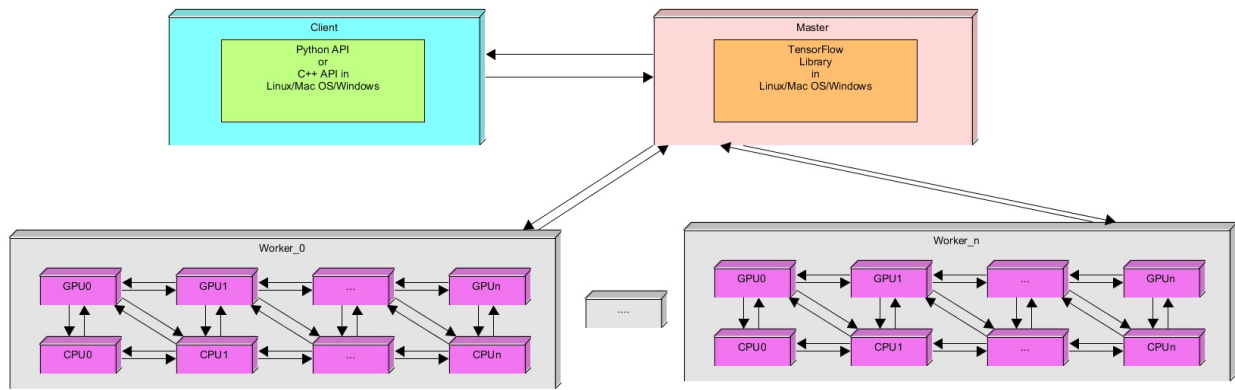 Client
Python API
or
C++ API in
Linux/Mac OS/Windows
Master
TensorFlow
Library
in
Linux/Mac OS/Windows
Worker_0
GPU0
GPU1
...
GPUn
CPU0
CPU1
...
CPUn
....
Worker_n
GPU0
GPU1
...
GPUn
CPU0
CPU1
...
CPUn